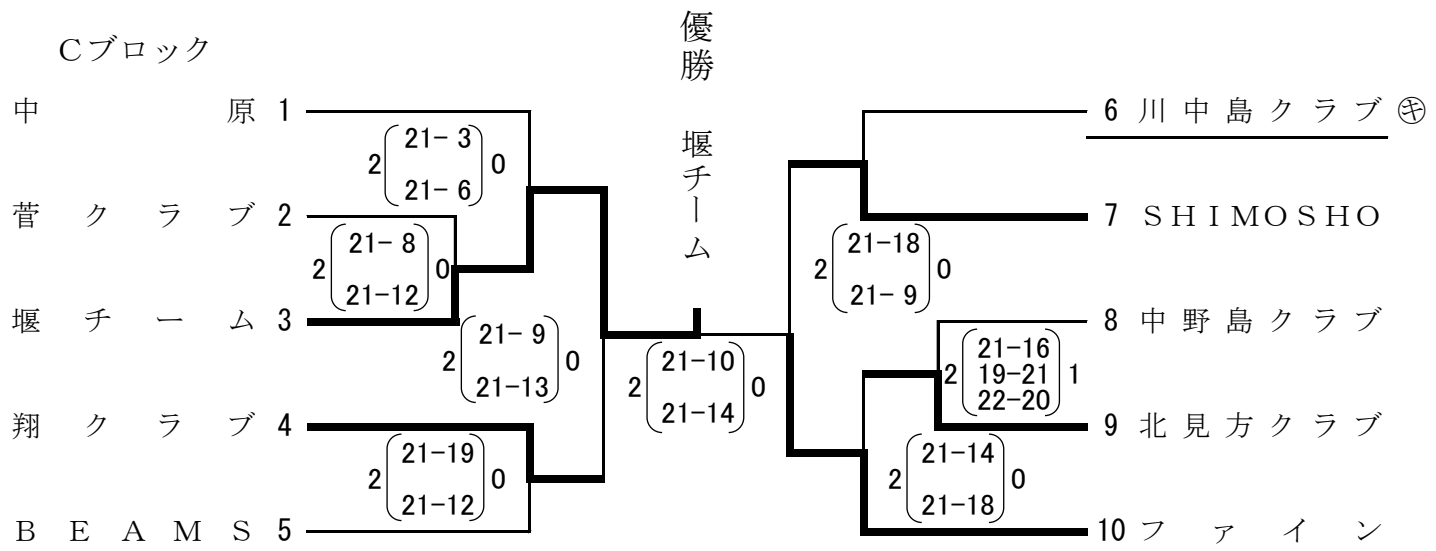 Cブロック
優勝 堰チーム
中原 1
2 21- 3 0
21- 6
菅クラブ 2
2 21- 8 0
21-12
堰チーム 3
2 21- 9 0
21-13
翔クラブ 4
2 21-19 0
21-12
BEAMS 5
2 21-10 0
21-14
6 川中島クラブ ㋖
7 SHIMOSHO
2 21-18 0
21- 9
8 中野島クラブ
21-16
2 19-21 1
22-20
9 北見方クラブ
2 21-14 0
21-18
10 ファイン